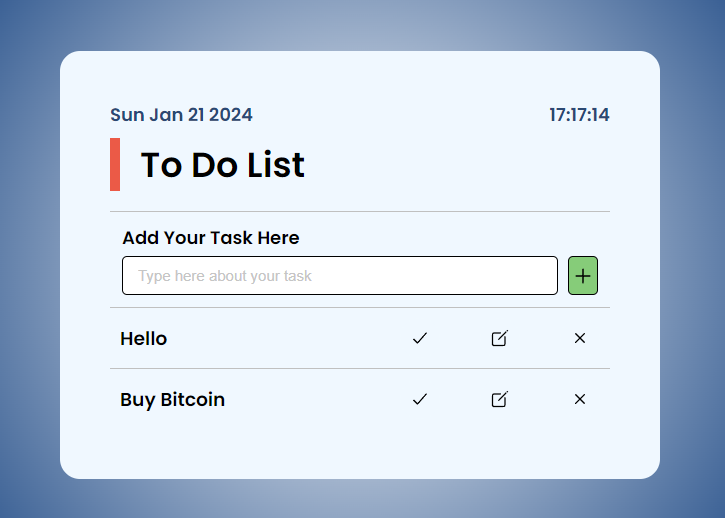 Sun Jan 21 2024 17:17:14
To Do List
Add Your Task Here
Type here about your task
Hello
Buy Bitcoin